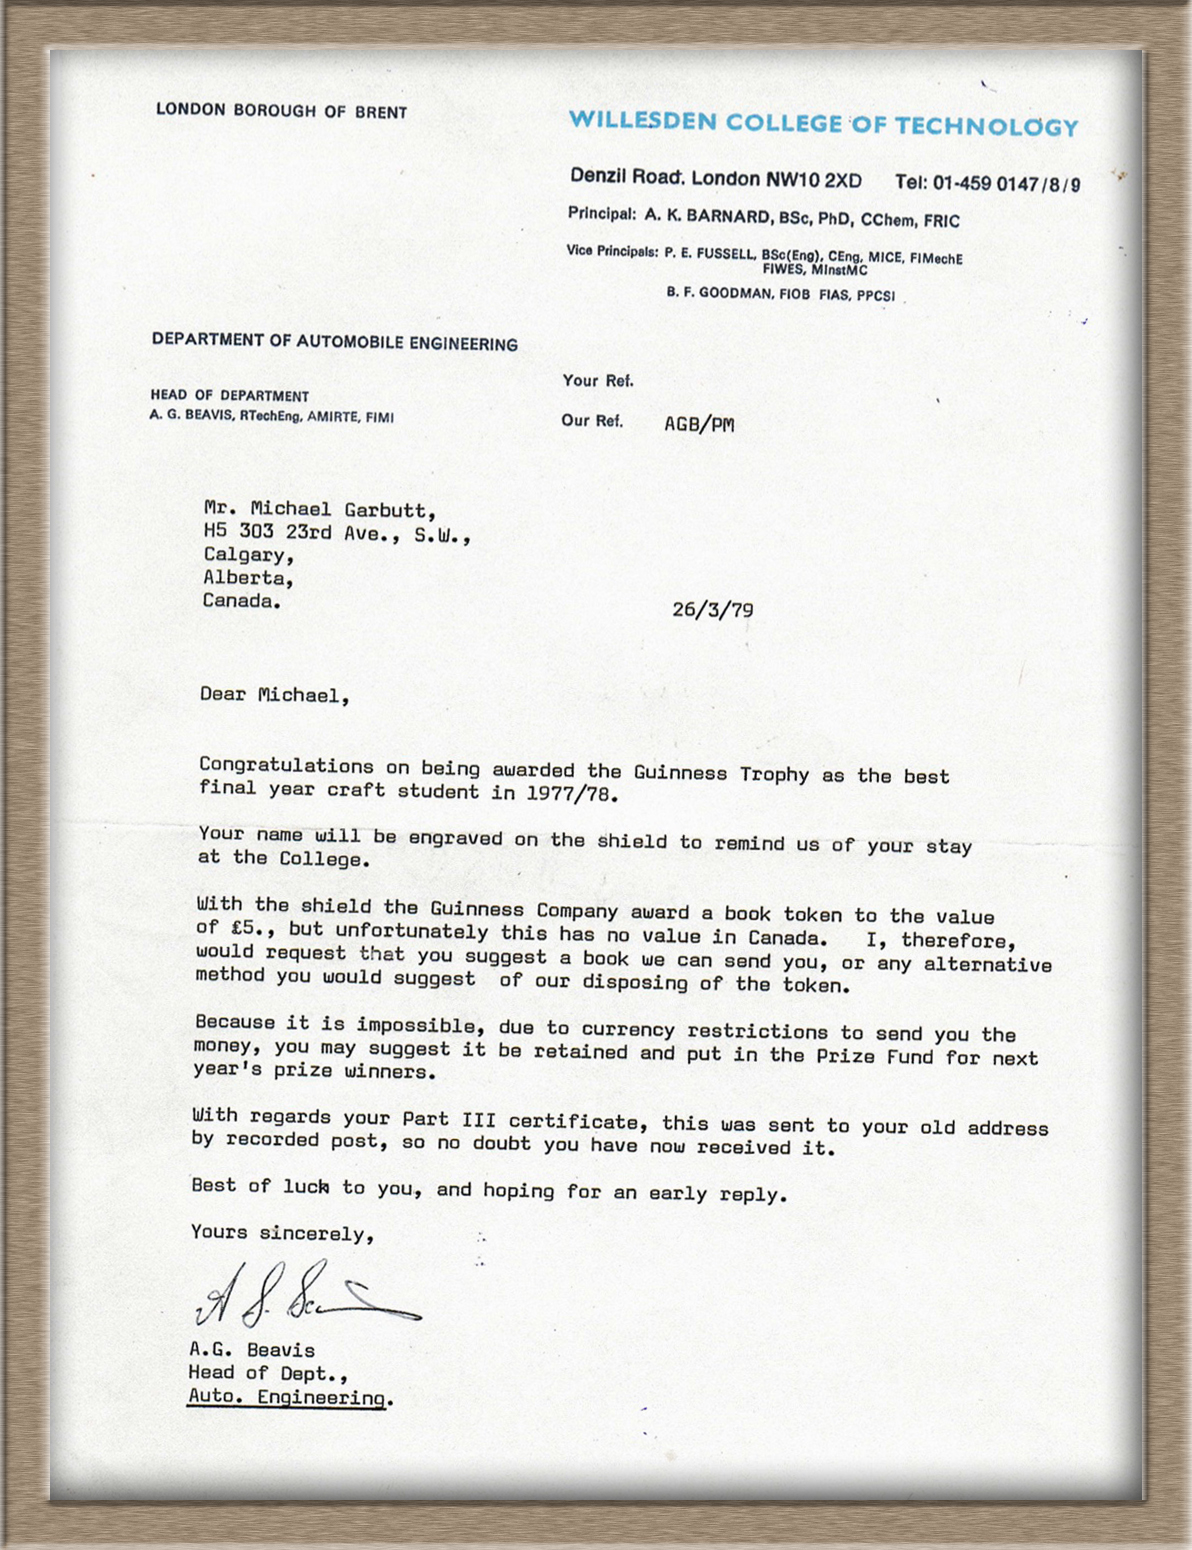 LONDON BOROUGH OF BRENT
WILLESDEN COLLEGE OF TECHNOLOGY
Denzil Road. London NW10 2XD Tel: 01-459 0147/8/9
Principal: A. K. BARNARD, BSc, PhD, CChem, FRIC
Vice Principals: P. E. FUSSELL, BSc(Eng), CEng, MICE, FIMechE
FIWES, MInstMC
B. F. GOODMAN, FIOB FIAS, PPCSI
DEPARTMENT OF AUTOMOBILE ENGINEERING
HEAD OF DEPARTMENT
A. G. BEAVIS, RTechEng, AMIRTE, FIMI
Your Ref.
Our Ref. AGB/PM
Mr. Michael Garbutt,
H5 303 23rd Ave., S.W.,
Calgary,
Alberta,
Canada.
26/3/79
Dear Michael,
Congratulations on being awarded the Guinness Trophy as the best
final year craft student in 1977/78.
Your name will be engraved on the shield to remind us of your stay
at the College.
With the shield the Guinness Company award a book token to the value
of £5., but unfortunately this has no value in Canada. I, therefore,
would request that you suggest a book we can send you, or any alternative
method you would suggest of our disposing of the token.
Because it is impossible, due to currency restrictions to send you the
money, you may suggest it be retained and put in the Prize Fund for next
year's prize winners.
With regards your Part III certificate, this was sent to your old address
by recorded post, so no doubt you have now received it.
Best of luck to you, and hoping for an early reply.
Yours sincerely,
A.G. Beavis
Head of Dept.,
Auto. Engineering.